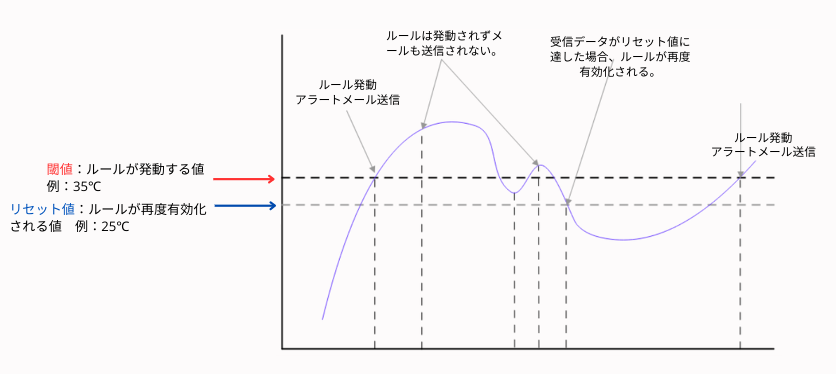 ルールは発動されずメ
ールも送信されない。
受信データがリセット値に
達した場合、ルールが再度
有効化される。
ルール発動
アラートメール送信
ルール発動
アラートメール送信
閾値：ルールが発動する値
例：35℃
リセット値：ルールが再度有効化
される値　例：25℃